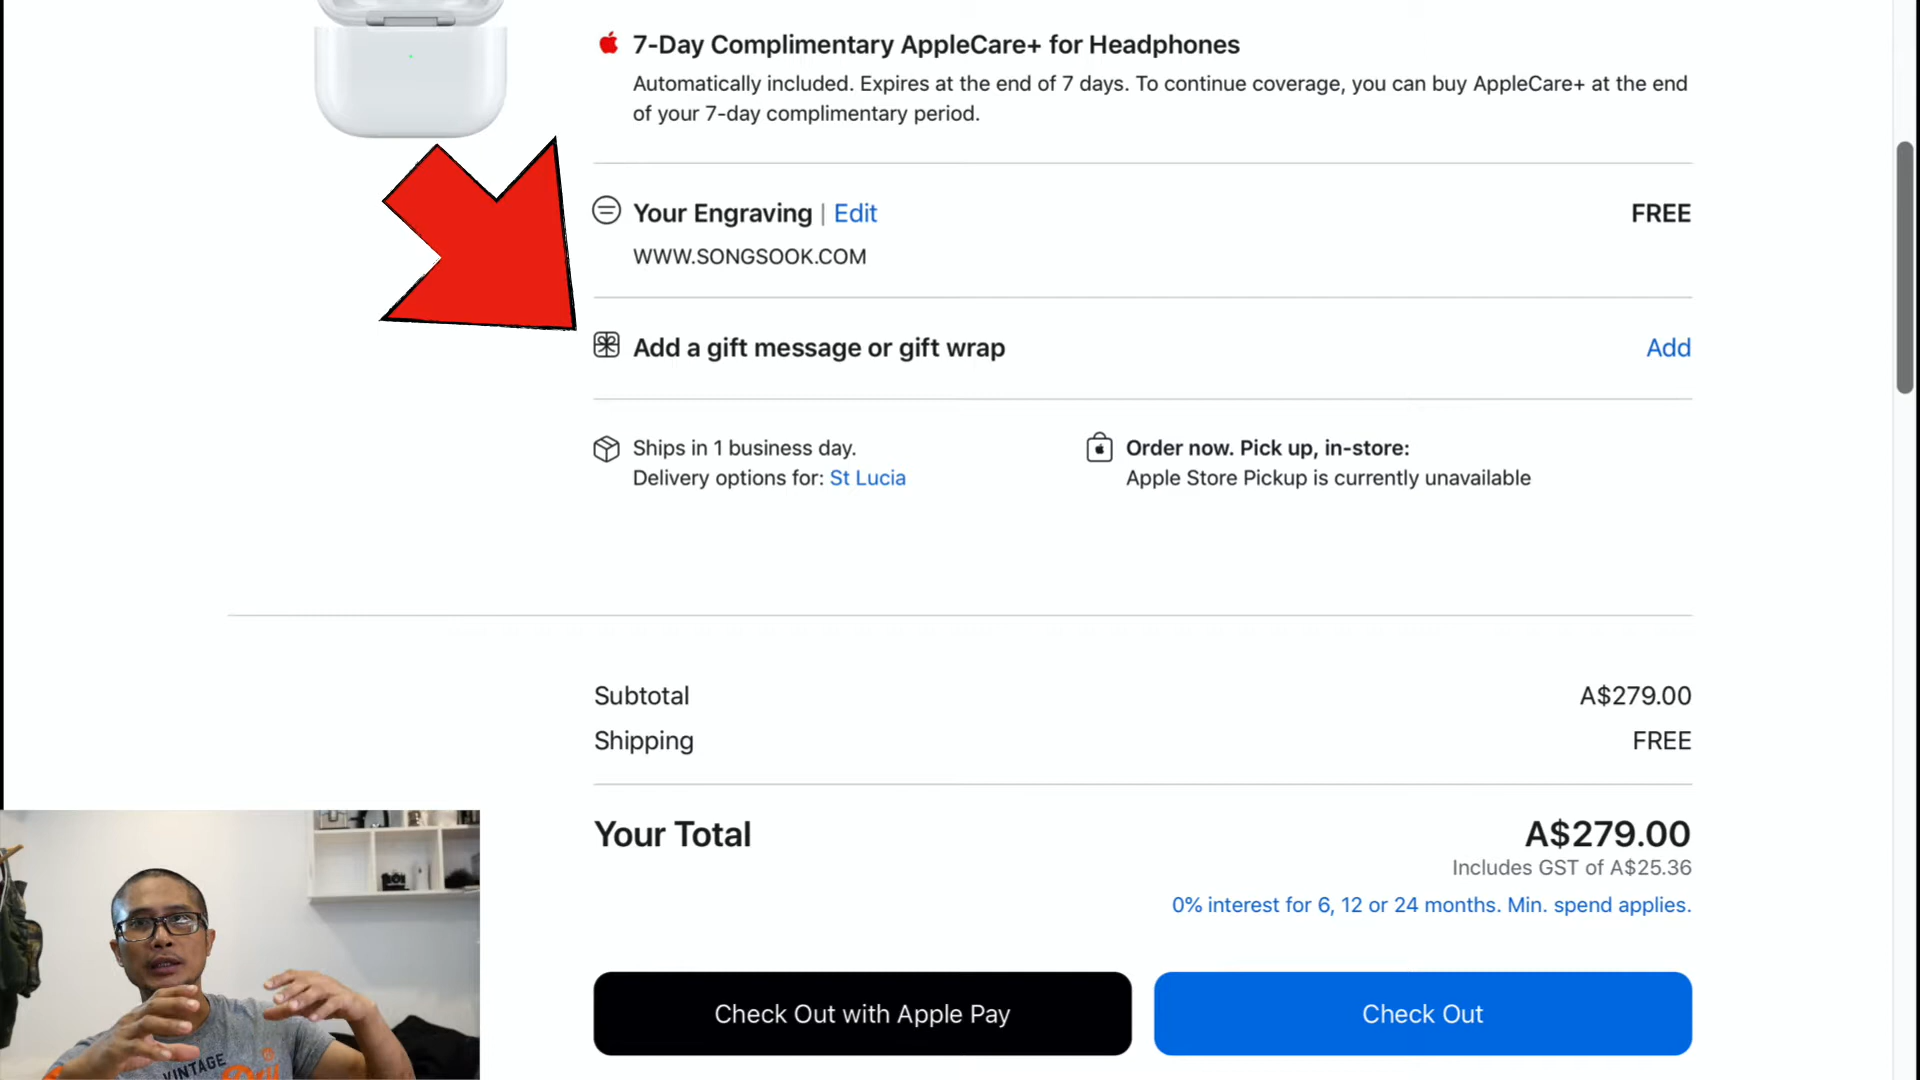 7-Day Complimentary AppleCare+ for Headphones
Automatically included. Expires at the end of 7 days. To continue coverage, you can buy AppleCare+ at the end
of your 7-day complimentary period.
Your Engraving | Edit
FREE
WWW.SONGSOOK.COM
Add a gift message or gift wrap
Add
Ships in 1 business day.
Delivery options for: St Lucia
Order now. Pick up, in-store:
Apple Store Pickup is currently unavailable
Subtotal
A$279.00
Shipping
FREE
Your Total
A$279.00
Includes GST of A$25.36
0% interest for 6, 12 or 24 months. Min. spend applies.
Check Out with Apple Pay
Check Out
VINTAGE